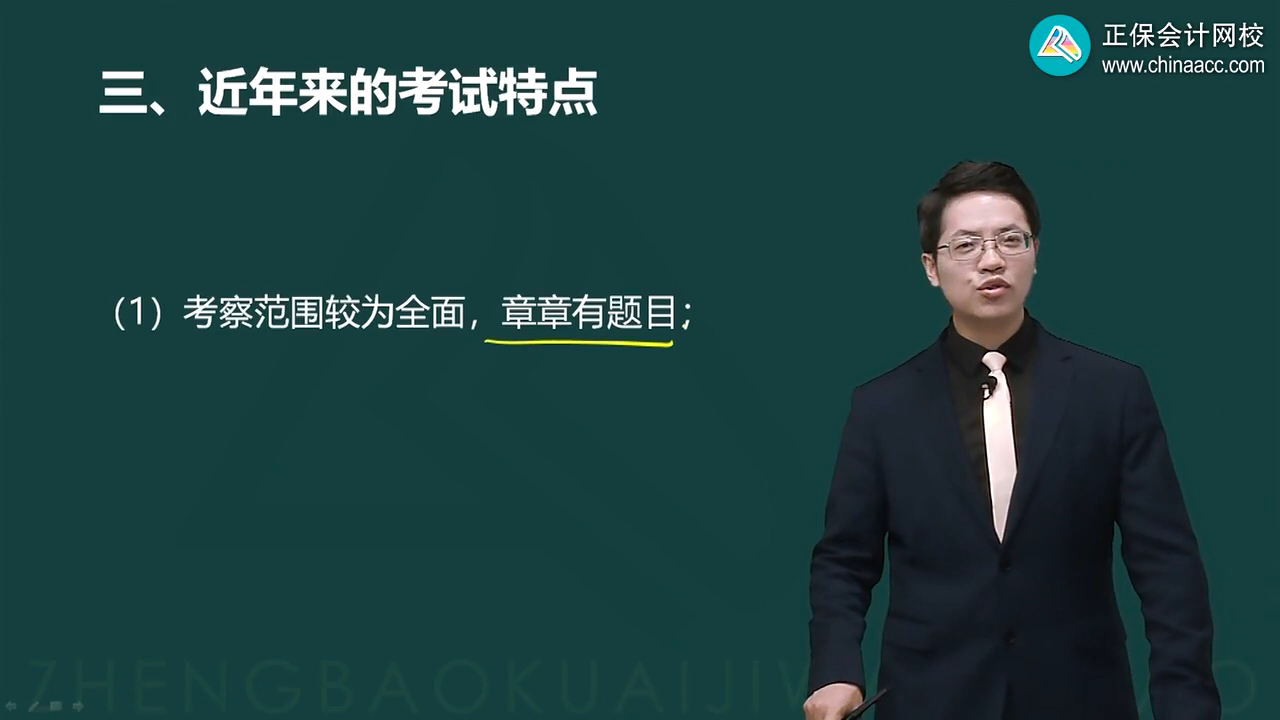 正保会计网校
www.chinaacc.com
三、近年来的考试特点
（1）考察范围较为全面，章章有题目；
ZHENGBAOKUAIJIW